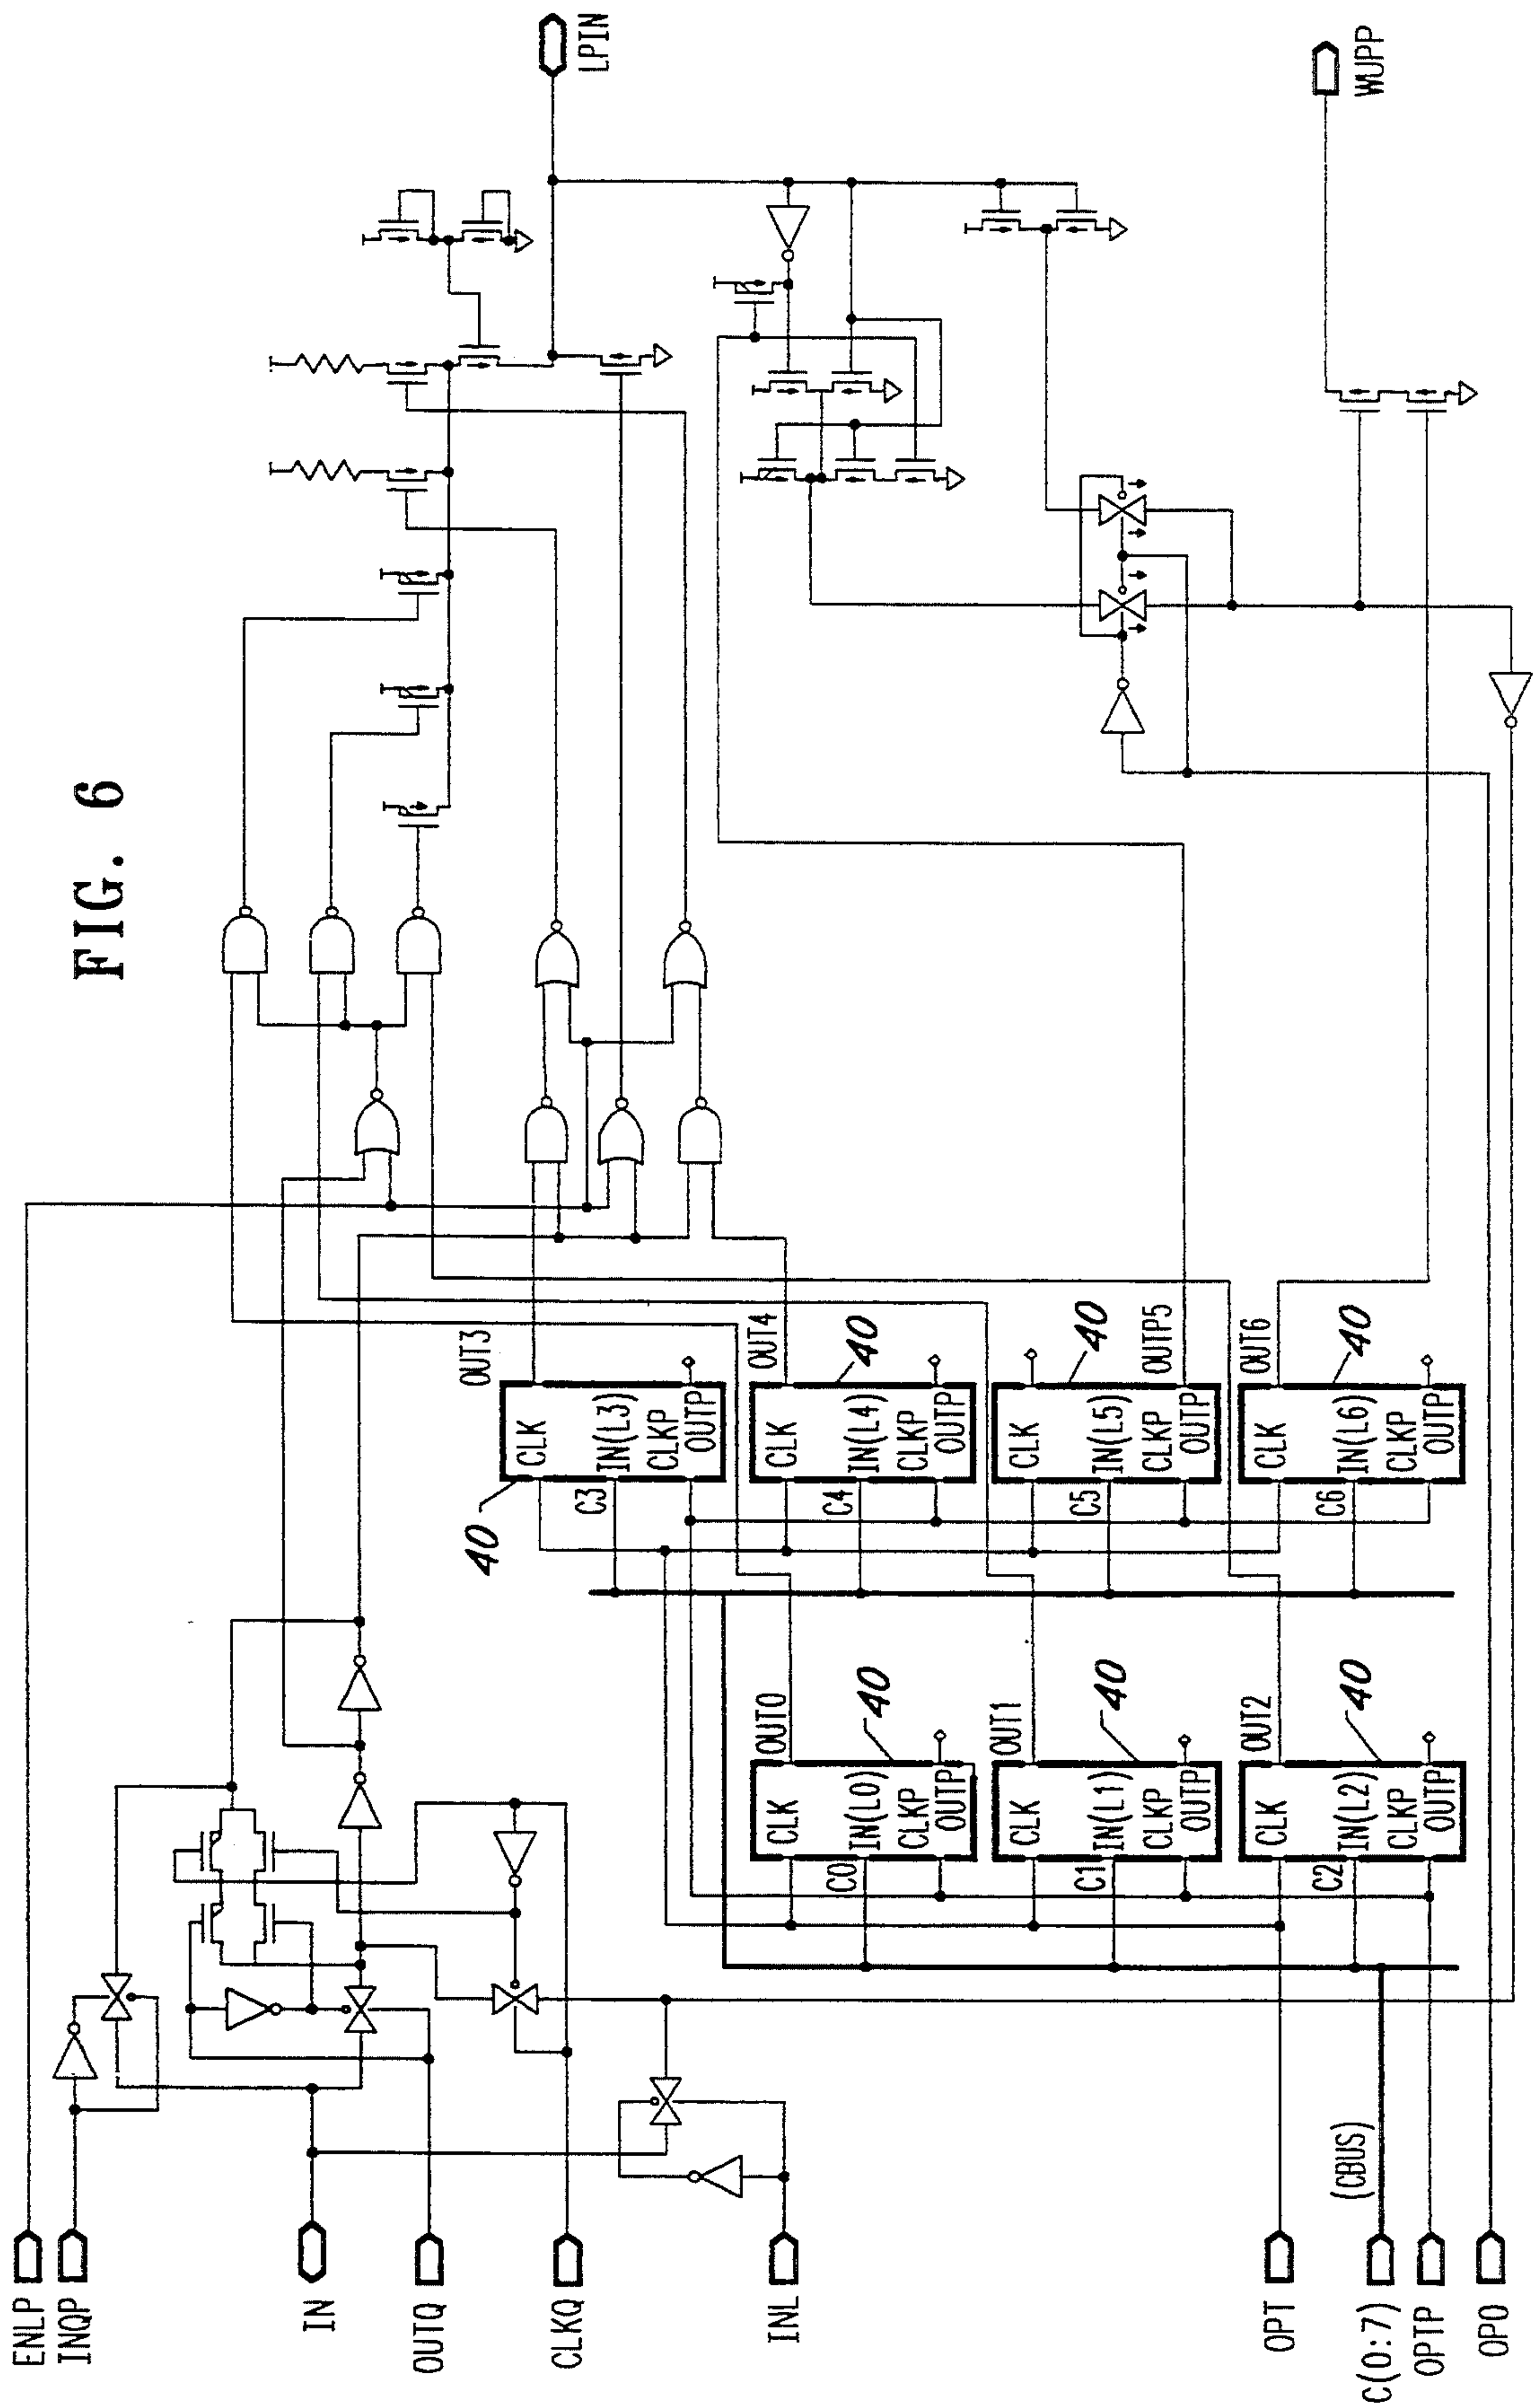 FIG. 6
ENLP
INQP
IN
OUTQ
CLKQ
INL
OPT
C(0:7)
(CBUS)
OPTP
OPO
LPIN
WUPP
OUT3
CLK
IN(L3)
CLKP
OUTP
C3
40
OUT4
CLK
IN(L4)
CLKP
OUTP
C4
40
CLK
IN(L5)
CLKP
OUTP
OUTP5
C5
40
OUT6
CLK
IN(L6)
CLKP
OUTP
C6
40
OUT0
CLK
IN(L0)
CLKP
OUTP
C0
40
OUT1
CLK
IN(L1)
CLKP
OUTP
C1
40
OUT2
CLK
IN(L2)
CLKP
OUTP
C2
40